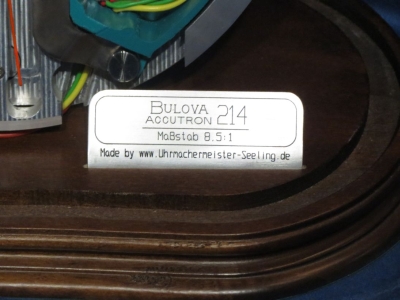 BULOVA
ACCUTRON 214
Maßstab 8.5:1
Made by www.Uhrmachermeister-Seeling.de